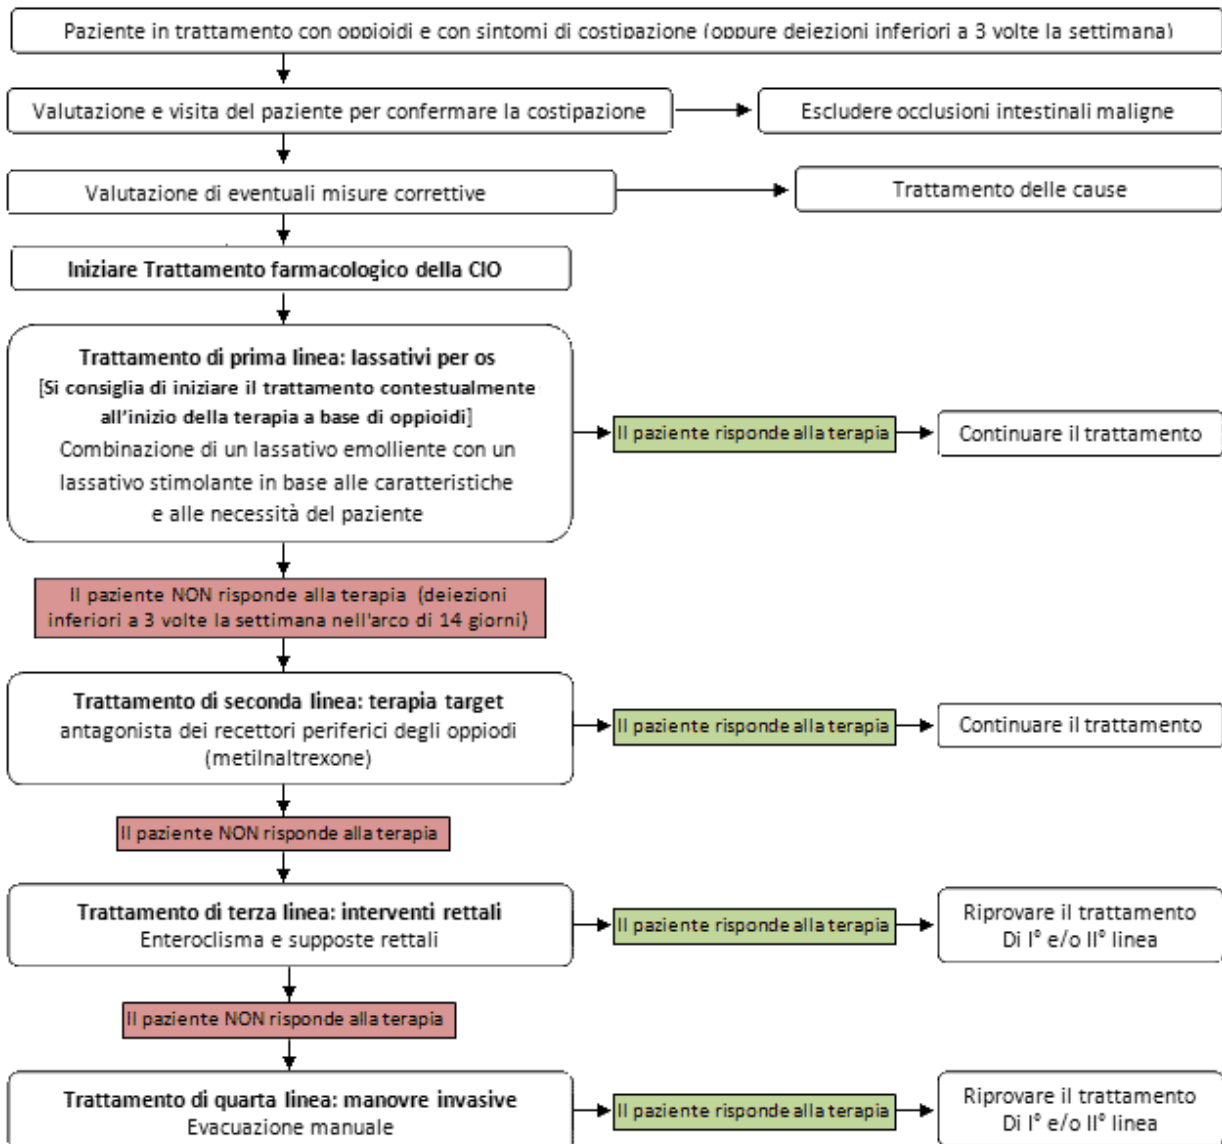 Paziente in trattamento con oppioidi e con sintomi di costipazione (oppure deiezioni inferiori a 3 volte la settimana)
Valutazione e visita del paziente per confermare la costipazione
Escludere occlusioni intestinali maligne
Valutazione di eventuali misure correttive
Trattamento delle cause
Iniziare Trattamento farmacologico della CIO
Trattamento di prima linea: lassativi per os
[Si consiglia di iniziare il trattamento contestualmente
all'inizio della terapia a base di oppioidi]
Combinazione di un lassativo emolliente con un
lassativo stimolante in base alle caratteristiche
e alle necessità del paziente
Il paziente risponde alla terapia
Continuare il trattamento
Il paziente NON risponde alla terapia (deiezioni
inferiori a 3 volte la settimana nell'arco di 14 giorni)
Trattamento di seconda linea: terapia target
antagonista dei recettori periferici degli oppiodi
(metilnaltrexone)
Il paziente risponde alla terapia
Continuare il trattamento
Il paziente NON risponde alla terapia
Trattamento di terza linea: interventi rettali
Enteroclisma e supposte rettali
Il paziente risponde alla terapia
Riprovare il trattamento
Di I° e/o II° linea
Il paziente NON risponde alla terapia
Trattamento di quarta linea: manovre invasive
Evacuazione manuale
Il paziente risponde alla terapia
Riprovare il trattamento
Di I° e/o II° linea